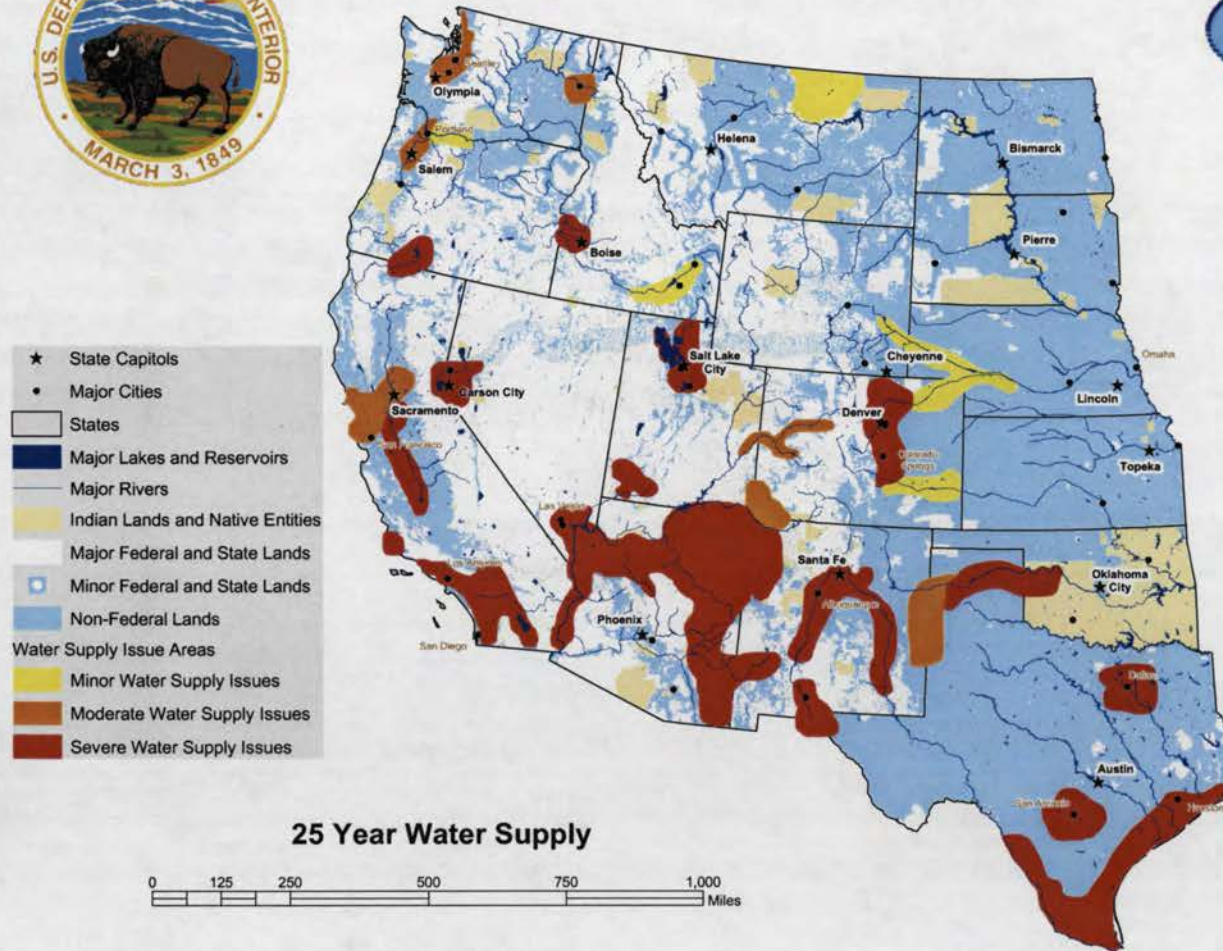 U.S. DEPA
NTERIOR
MARCH 3, 1849
Seattle
Olympia
Portland
Salem
Helena
Bismarck
Boise
Pierre
State Capitols
Major Cities
States
Major Lakes and Reservoirs
Major Rivers
Indian Lands and Native Entities
Major Federal and State Lands
Minor Federal and State Lands
Non-Federal Lands
Water Supply Issue Areas
Minor Water Supply Issues
Moderate Water Supply Issues
Severe Water Supply Issues
Salt Lake
City
Cheyenne
Omaha
Lincoln
Carson City
Sacramento
San Francisco
Denver
Colorado
Springs
Topeka
Las Vegas
Los Angeles
San Diego
Phoenix
Santa Fe
Albuquerque
Oklahoma
City
Dallas
Austin
San Antonio
Houston
25 Year Water Supply
0 125 250 500 750 1,000
Miles